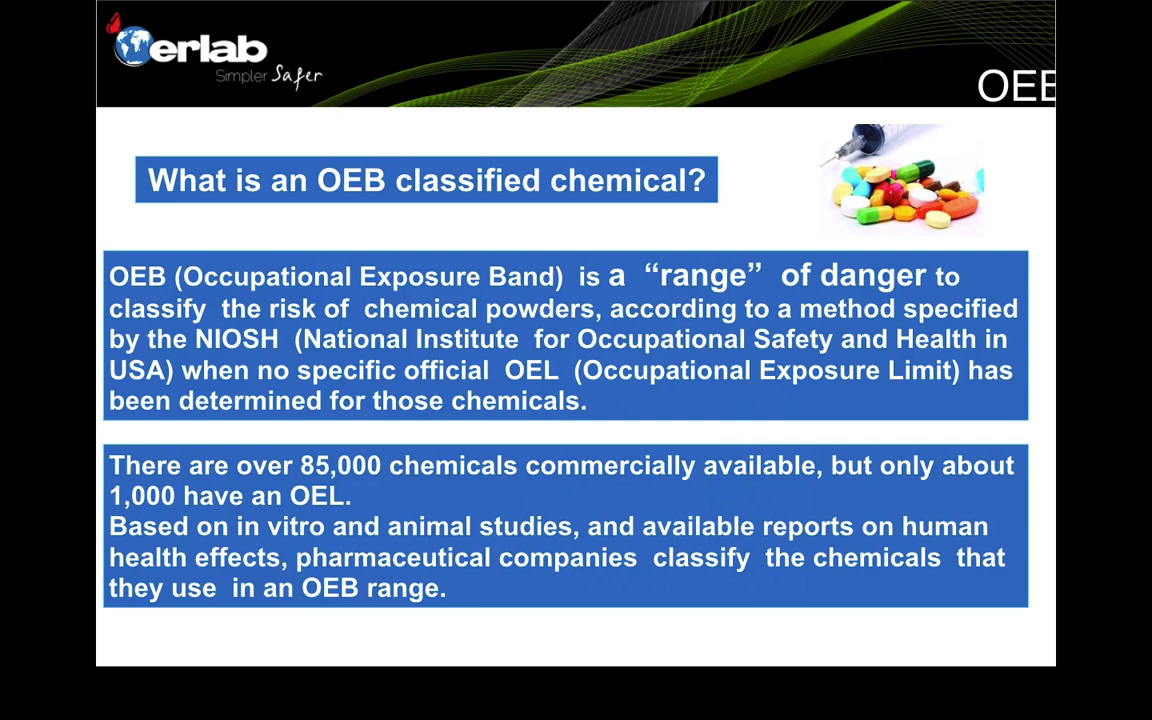 erlab
Simpler Safer
OEB
What is an OEB classified chemical?
OEB (Occupational Exposure Band) is a “range” of danger to
classify the risk of chemical powders, according to a method specified
by the NIOSH (National Institute for Occupational Safety and Health in
USA) when no specific official OEL (Occupational Exposure Limit) has
been determined for those chemicals.
There are over 85,000 chemicals commercially available, but only about
1,000 have an OEL.
Based on in vitro and animal studies, and available reports on human
health effects, pharmaceutical companies classify the chemicals that
they use in an OEB range.